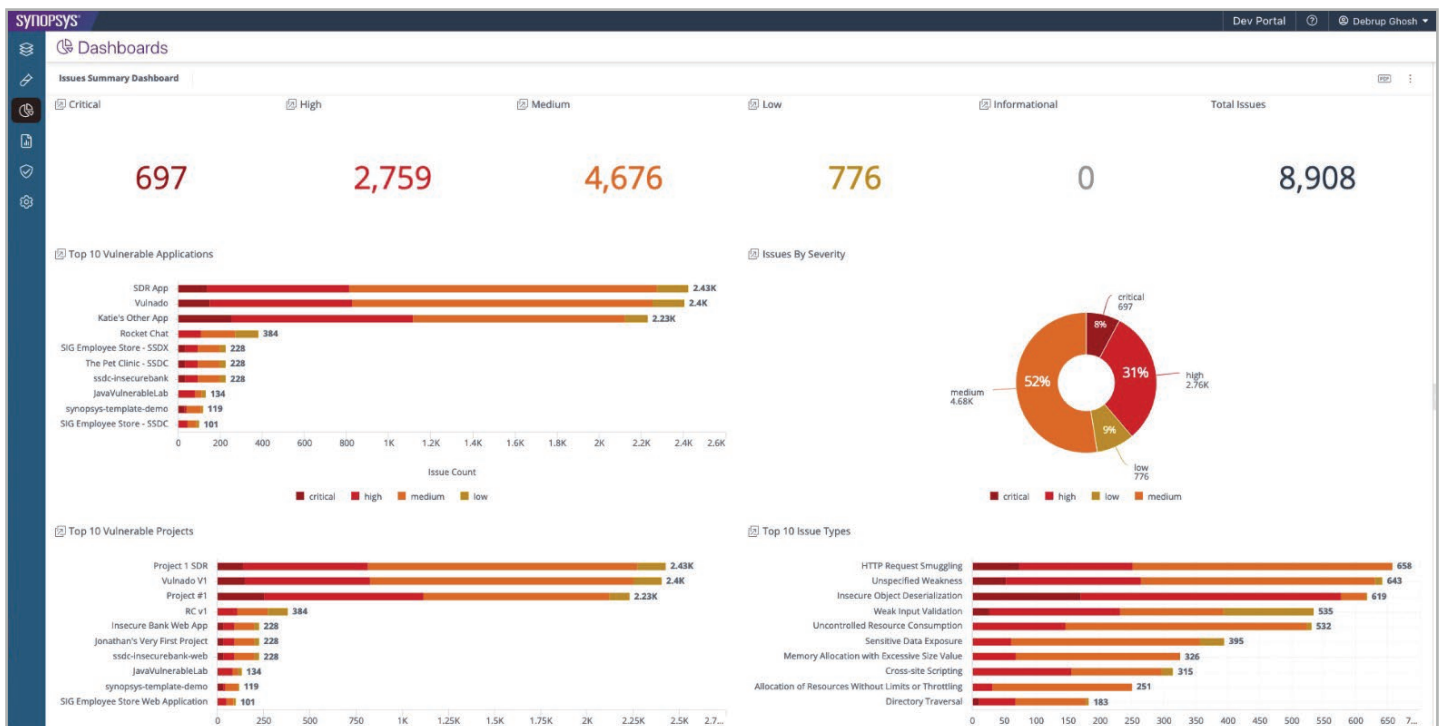 SYNOPSYS
Dev Portal
Debrup Ghosh
Dashboards
Issues Summary Dashboard
PDF
Critical High Medium Low Informational Total Issues
697 2,759 4,676 776 0 8,908
Top 10 Vulnerable Applications
SDR App 2.43K
Vulnado 2.4K
Katie's Other App 2.23K
Rocket Chat 384
SIG Employee Store - SSDX 228
The Pet Clinic - SSDC 228
ssdc-insecurebank 228
JavaVulnerableLab 134
synopsys-template-demo 119
SIG Employee Store - SSDC 101
0 200 400 600 800 1K 1.2K 1.4K 1.6K 1.8K 2K 2.2K 2.4K 2.6K
Issue Count
critical high medium low
Issues By Severity
critical
697
8%
31%
high
2.76K
52%
medium
4.68K
9%
low
776
critical high low medium
Top 10 Vulnerable Projects
Project 1 SDR 2.43K
Vulnado V1 2.4K
Project #1 2.23K
RC v1 384
Insecure Bank Web App 228
Jonathan's Very First Project 228
ssdc-insecurebank-web 228
JavaVulnerableLab 134
synopsys-template-demo 119
SIG Employee Store Web Application 101
0 250 500 750 1K 1.25K 1.5K 1.75K 2K 2.25K 2.5K 2.7...
Top 10 Issue Types
HTTP Request Smuggling 658
Unspecified Weakness 643
Insecure Object Deserialization 619
Weak Input Validation 535
Uncontrolled Resource Consumption 532
Sensitive Data Exposure 395
Memory Allocation with Excessive Size Value 326
Cross-site Scripting 315
Allocation of Resources Without Limits or Throttling 251
Directory Traversal 183
0 50 100 150 200 250 300 350 400 450 500 550 600 650 7...